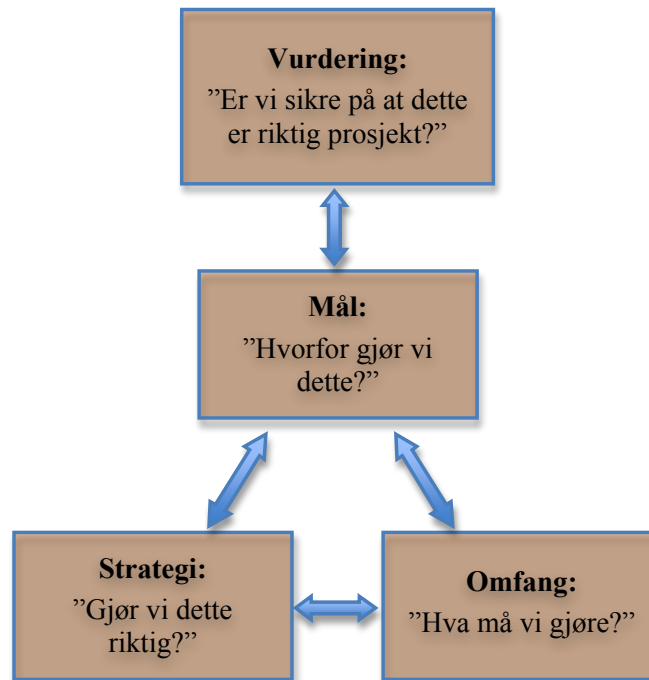 Vurdering:
”Er vi sikre på at dette
er riktig prosjekt?”
Mål:
”Hvorfor gjør vi
dette?”
Strategi:
”Gjør vi dette
riktig?”
Omfang:
”Hva må vi gjøre?”